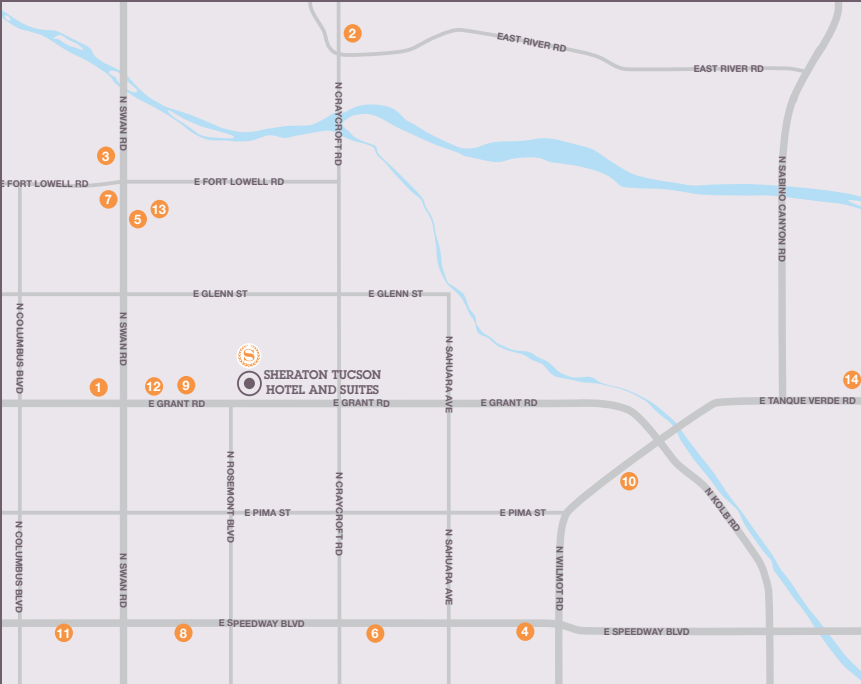 2
EAST RIVER RD
EAST RIVER RD
N SWAN RD
N CRAYCROFT RD
3
E FORT LOWELL RD
E FORT LOWELL RD
7
5
13
N SABINO CANYON RD
E GLENN ST
E GLENN ST
N COLUMBUS BLVD
N SWAN RD
N SAHUARA AVE
S
SHERATON TUCSON
HOTEL AND SUITES
1
12
9
14
E GRANT RD
E GRANT RD
E GRANT RD
E TANQUE VERDE RD
N ROSEMONT BLVD
N CRAYCROFT RD
10
N KOLB RD
E PIMA ST
E PIMA ST
N COLUMBUS BLVD
N SWAN RD
N SAHUARA AVE
N WILMOT RD
E SPEEDWAY BLVD
11
8
6
4
E SPEEDWAY BLVD